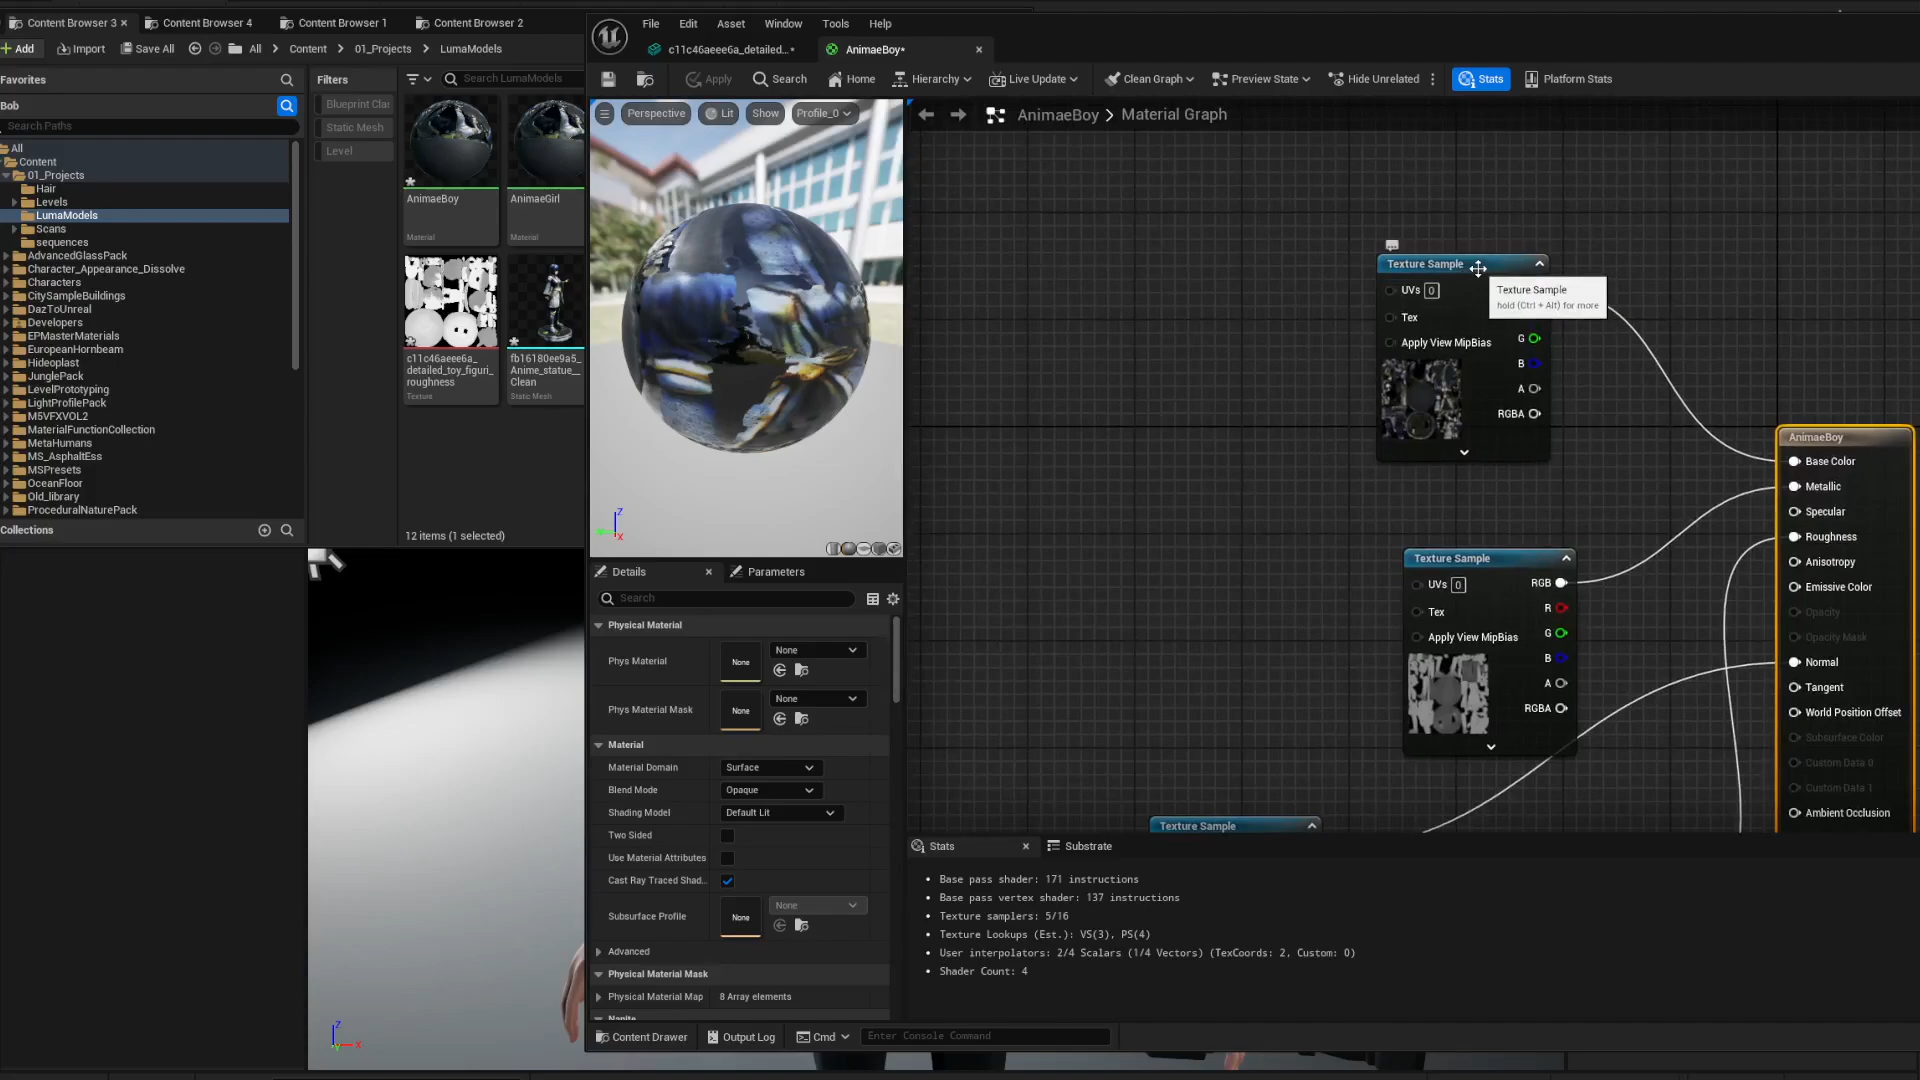 Content Browser 3
Content Browser 4
Content Browser 1
Content Browser 2
Add
Import
Save All
All
Content
01_Projects
LumaModels
Favorites
Bob
Search Paths
All
Content
01_Projects
Hair
Levels
LumaModels
Scans
sequences
AdvancedGlassPack
Character_Appearance_Dissolve
Characters
CitySampleBuildings
DazToUnreal
Developers
EPMasterMaterials
EuropeanHornbeam
Hideoplast
JunglePack
LevelPrototyping
LightProfilePack
M5VFXVOL2
MaterialFunctionCollection
MetaHumans
MS_AsphaltEss
MSPresets
OceanFloor
Old_library
ProceduralNaturePack
Collections
Filters
Blueprint Clas
Static Mesh
Level
Search LumaModels
AnimaeBoy
Material
AnimaeGirl
Material
c11c46aeee6a_
detailed_toy_figuri_
roughness
Texture
fb16180ee9a5_
Anime_statue__
Clean
Static Mesh
12 items (1 selected)
File
Edit
Asset
Window
Tools
Help
c11c46aeee6a_detailed...*
AnimaeBoy*
Apply
Search
Home
Hierarchy
Live Update
Clean Graph
Preview State
Hide Unrelated
Stats
Platform Stats
Perspective
Lit
Show
Profile_0
Z
X
Details
Parameters
Search
Physical Material
Phys Material
None
None
Phys Material Mask
None
None
Material
Material Domain
Surface
Blend Mode
Opaque
Shading Model
Default Lit
Two Sided
Use Material Attributes
Cast Ray Traced Shad..
Subsurface Profile
None
None
Advanced
Physical Material Mask
Physical Material Map
8 Array elements
Nanite
AnimaeBoy > Material Graph
Texture Sample
UVs 0
Tex
Apply View MipBias
G
B
A
RGBA
Texture Sample
hold (Ctrl + Alt) for more
Texture Sample
UVs 0
Tex
Apply View MipBias
RGB
R
G
B
A
RGBA
Texture Sample
AnimaeBoy
Base Color
Metallic
Specular
Roughness
Anisotropy
Emissive Color
Opacity
Opacity Mask
Normal
Tangent
World Position Offset
Subsurface Color
Custom Data 0
Custom Data 1
Ambient Occlusion
Stats
Substrate
Base pass shader: 171 instructions
Base pass vertex shader: 137 instructions
Texture samplers: 5/16
Texture Lookups (Est.): VS(3), PS(4)
User interpolators: 2/4 Scalars (1/4 Vectors) (TexCoords: 2, Custom: 0)
Shader Count: 4
Content Drawer
Output Log
Cmd
Enter Console Command
Z
X